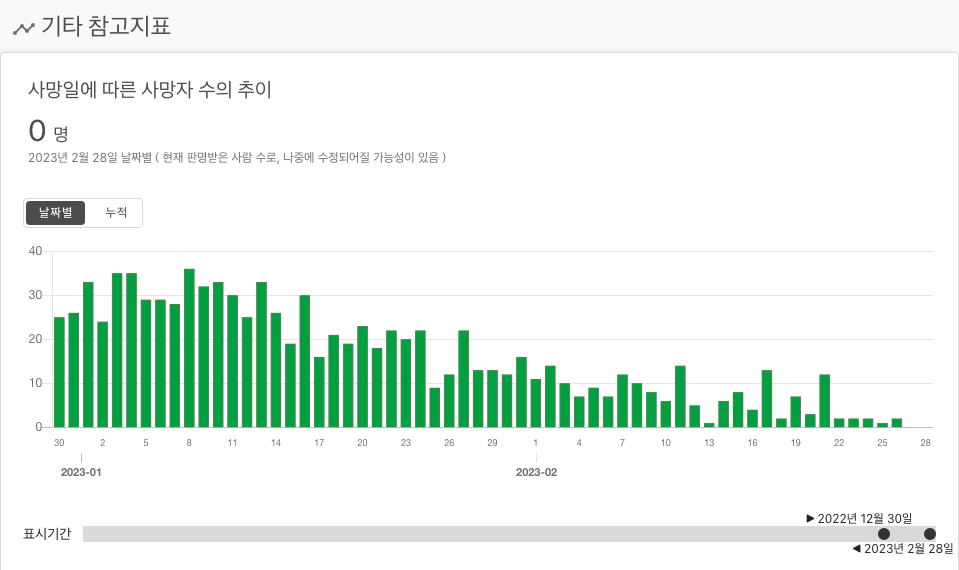 기타 참고지표
사망일에 따른 사망자 수의 추이
0 명
2023년 2월 28일 날짜별 ( 현재 판명받은 사람 수로, 나중에 수정되어질 가능성이 있음 )
날짜별 누적
40
30
20
10
0
30 2 5 8 11 14 17 20 23 26 29 1 4 7 10 13 16 19 22 25 28
2023-01 2023-02
▶ 2022년 12월 30일
표시기간
◀ 2023년 2월 28일